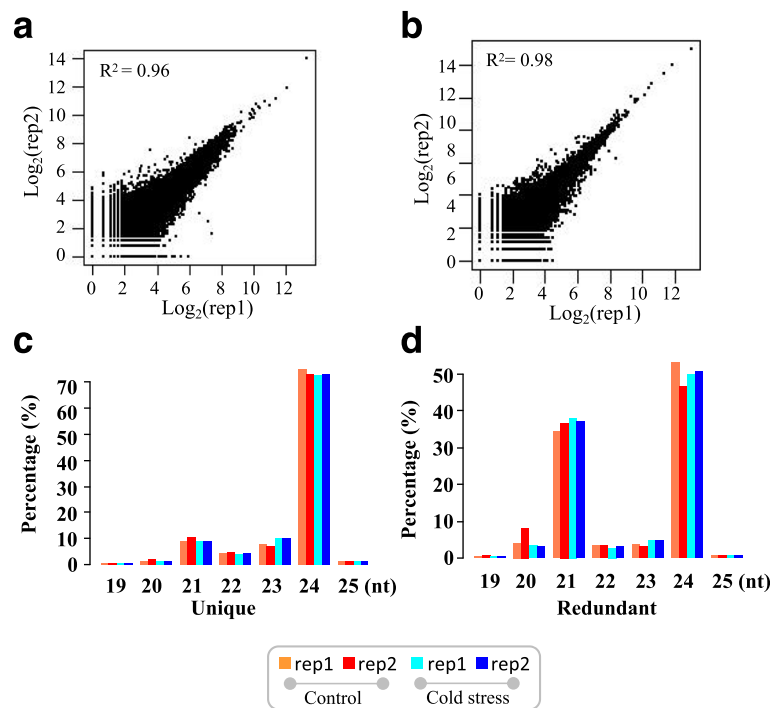 a
R² = 0.96
Log₂(rep2)
14
12
10
8
6
4
2
0
0 2 4 6 8 10 12
Log₂(rep1)
b
R²= 0.98
Log₂(rep2)
14
12
10
8
6
4
2
0
0 2 4 6 8 10 12
Log₂(rep1)
c
Percentage (%)
70
60
50
40
30
20
10
0
19 20 21 22 23 24 25 (nt)
Unique
d
Percentage (%)
50
40
30
20
10
0
19 20 21 22 23 24 25 (nt)
Redundant
rep1 rep2 rep1 rep2
Control Cold stress